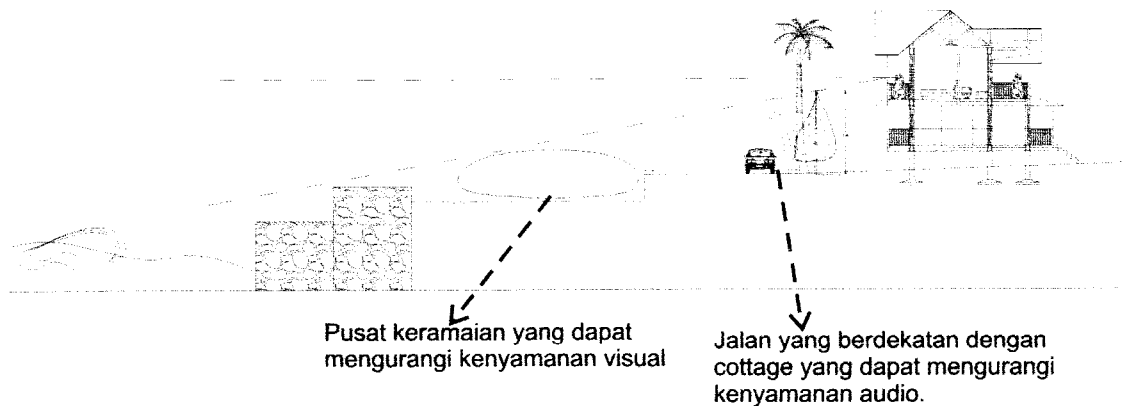 Pusat keramaian yang dapat
mengurangi kenyamanan visual
Jalan yang berdekatan dengan
cottage yang dapat mengurangi
kenyamanan audio.